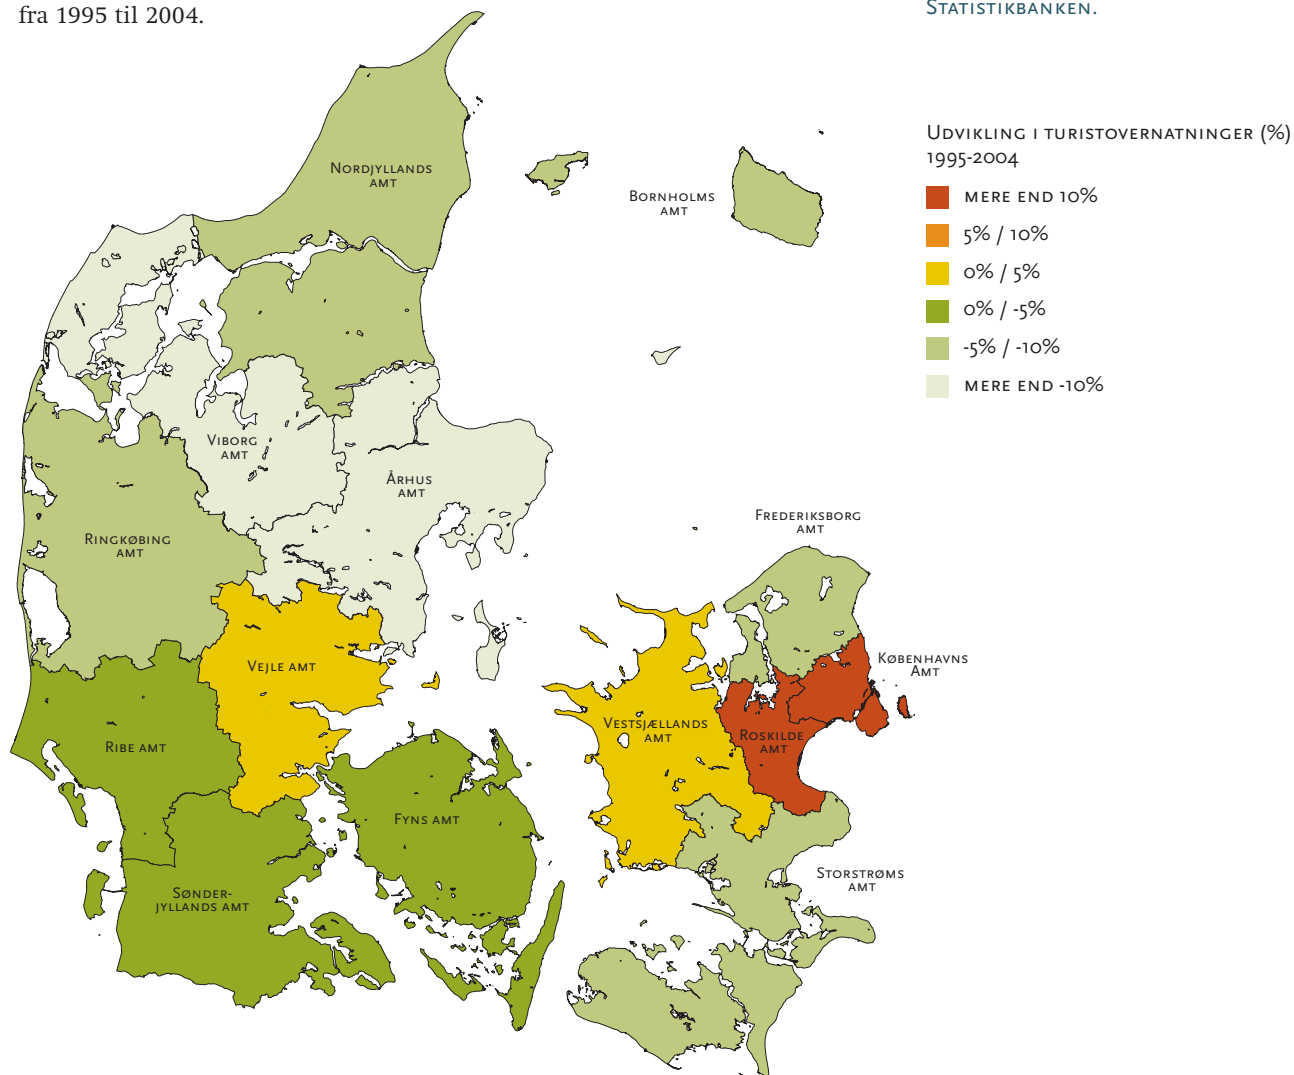 fra 1995 til 2004.
Statistikbanken.
Udvikling i turistovernatninger (%)
1995-2004
mere end 10%
5% / 10%
0% / 5%
0% / -5%
-5% / -10%
mere end -10%
Nordjyllands
amt
Bornholms
amt
Viborg
amt
Århus
amt
Ringkøbing
amt
Frederiksborg
amt
Københavns
Amt
Vejle amt
Vestsjællands
amt
Roskilde
amt
Ribe amt
Fyns amt
Storstrøms
amt
Sønder-
jyllands amt